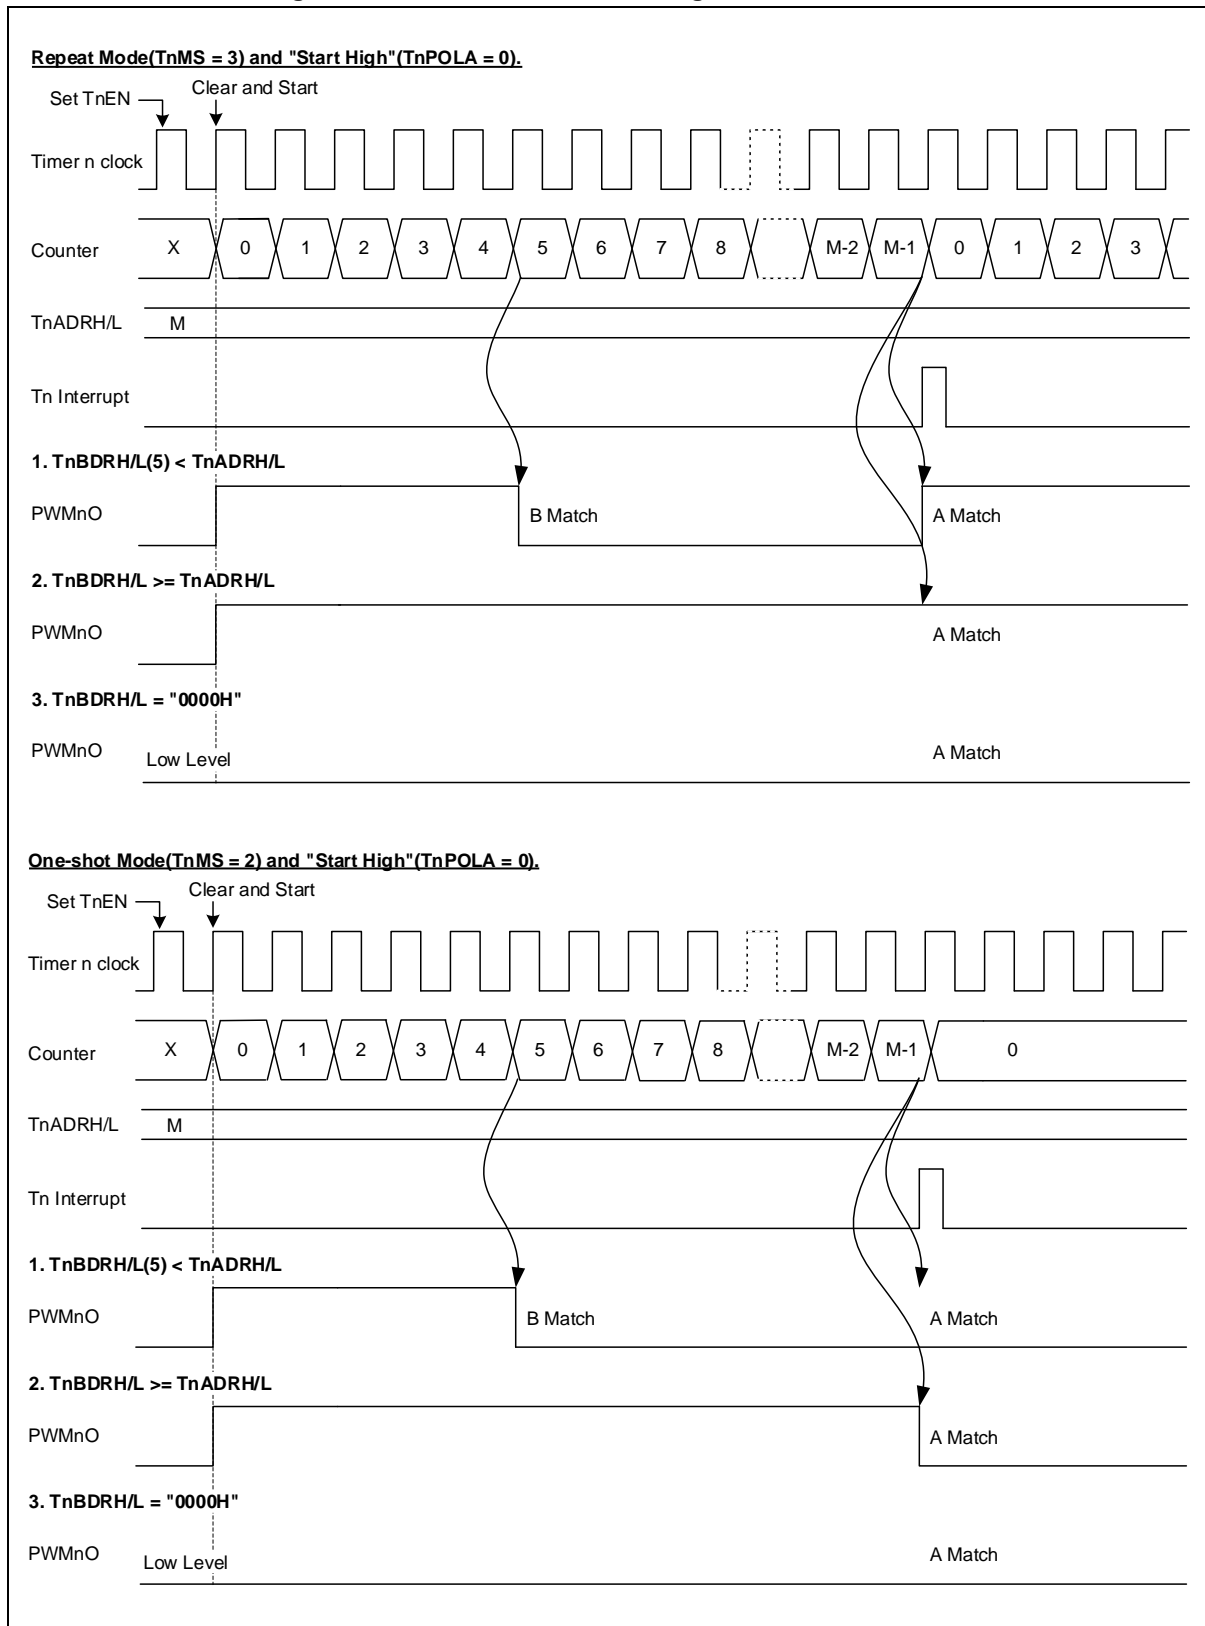 Repeat Mode(TnMS = 3) and "Start High"(TnPOLA = 0).
Set TnEN
Clear and Start
Timer n clock
Counter X 0 1 2 3 4 5 6 7 8 M-2 M-1 0 1 2 3
TnADRH/L M
Tn Interrupt
1. TnBDRH/L(5) < TnADRH/L
PWMnO B Match A Match
2. TnBDRH/L >= TnADRH/L
PWMnO A Match
3. TnBDRH/L = "0000H"
PWMnO Low Level A Match
One-shot Mode(TnMS = 2) and "Start High"(TnPOLA = 0).
Set TnEN
Clear and Start
Timer n clock
Counter X 0 1 2 3 4 5 6 7 8 M-2 M-1 0
TnADRH/L M
Tn Interrupt
1. TnBDRH/L(5) < TnADRH/L
PWMnO B Match A Match
2. TnBDRH/L >= TnADRH/L
PWMnO A Match
3. TnBDRH/L = "0000H"
PWMnO Low Level A Match